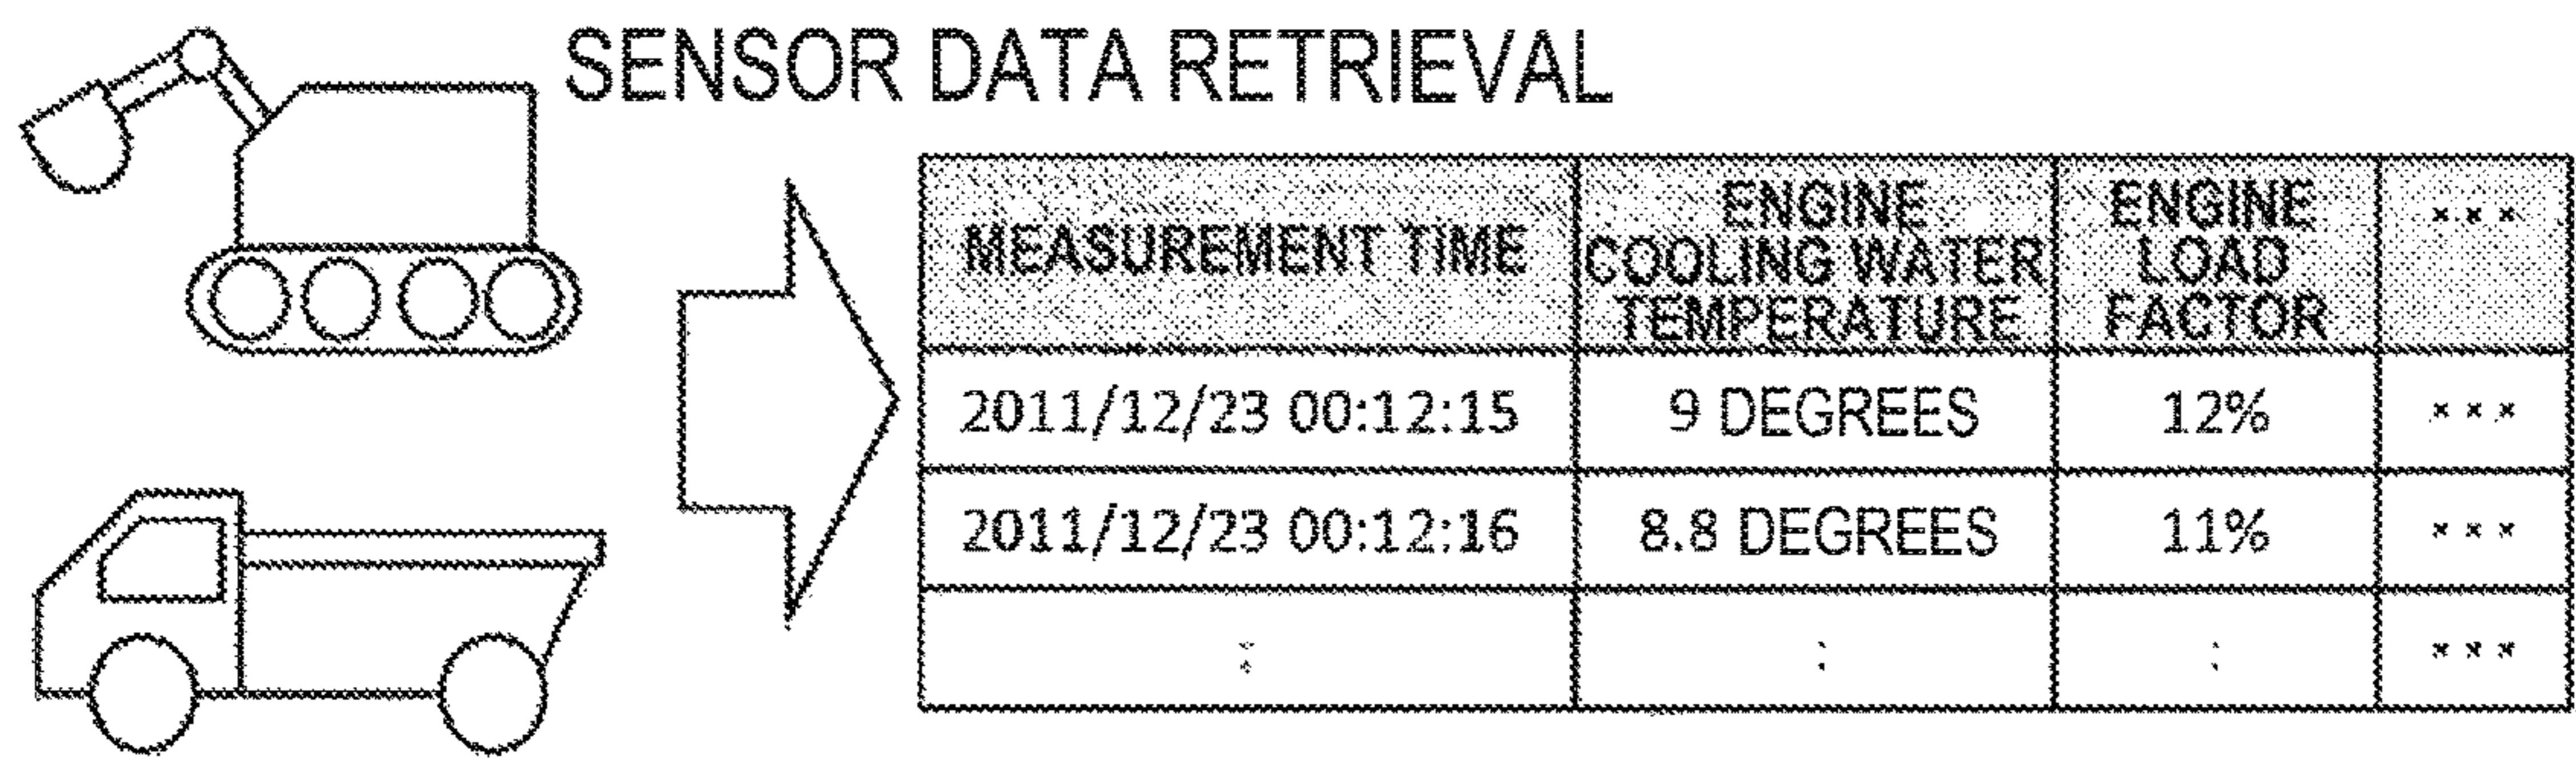 SENSOR DATA RETRIEVAL
MEASUREMENT TIME
ENGINE
COOLING WATER
TEMPERATURE
ENGINE
LOAD
FACTOR
...
2011/12/23 00:12:15 9 DEGREES 12% ...
2011/12/23 00:12:16 8.8 DEGREES 11% ...
: : : ...